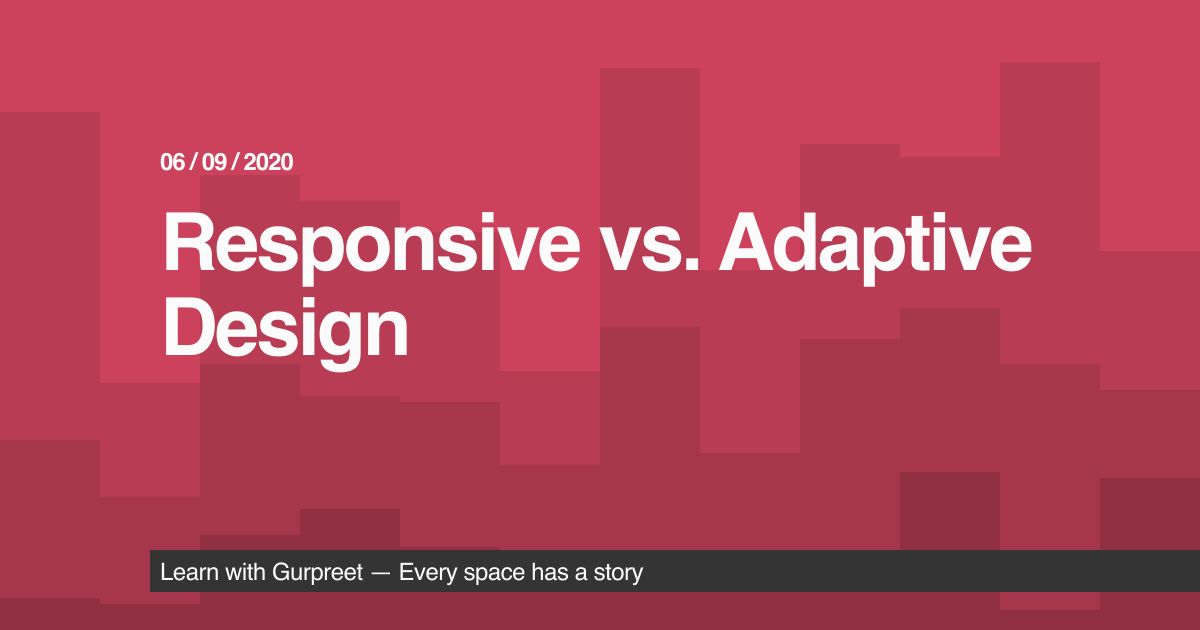 06 / 09 / 2020
Responsive vs. Adaptive
Design
Learn with Gurpreet — Every space has a story